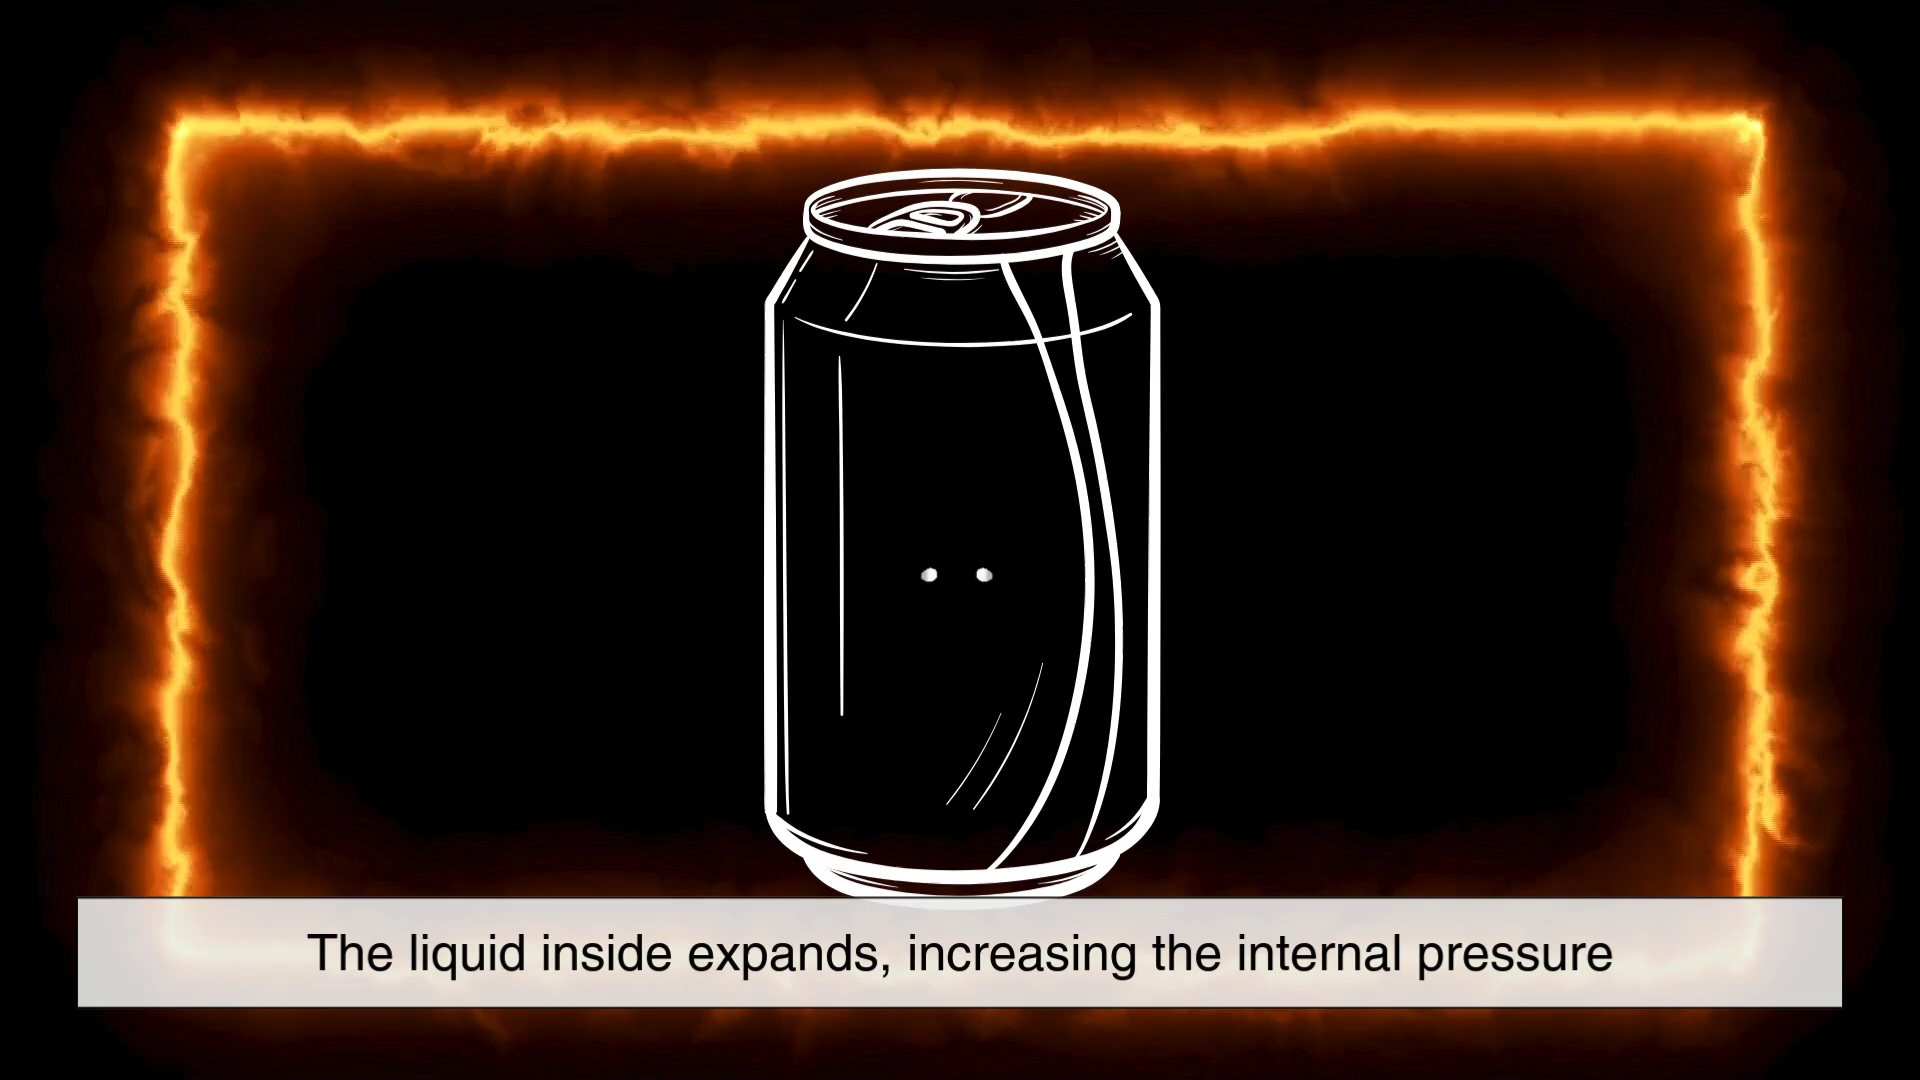 The liquid inside expands, increasing the internal pressure